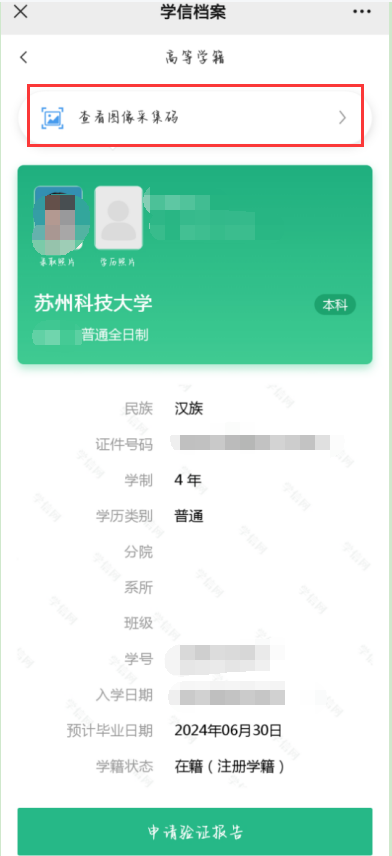 学信档案
高等学籍
查看图像采集码
录取照片 学历照片
苏州科技大学 本科
普通全日制
民族 汉族
证件号码
学制 4 年
学历类别 普通
分院
系所
班级
学号
入学日期
预计毕业日期 2024年06月30日
学籍状态 在籍（注册学籍）
申请验证报告
学信网